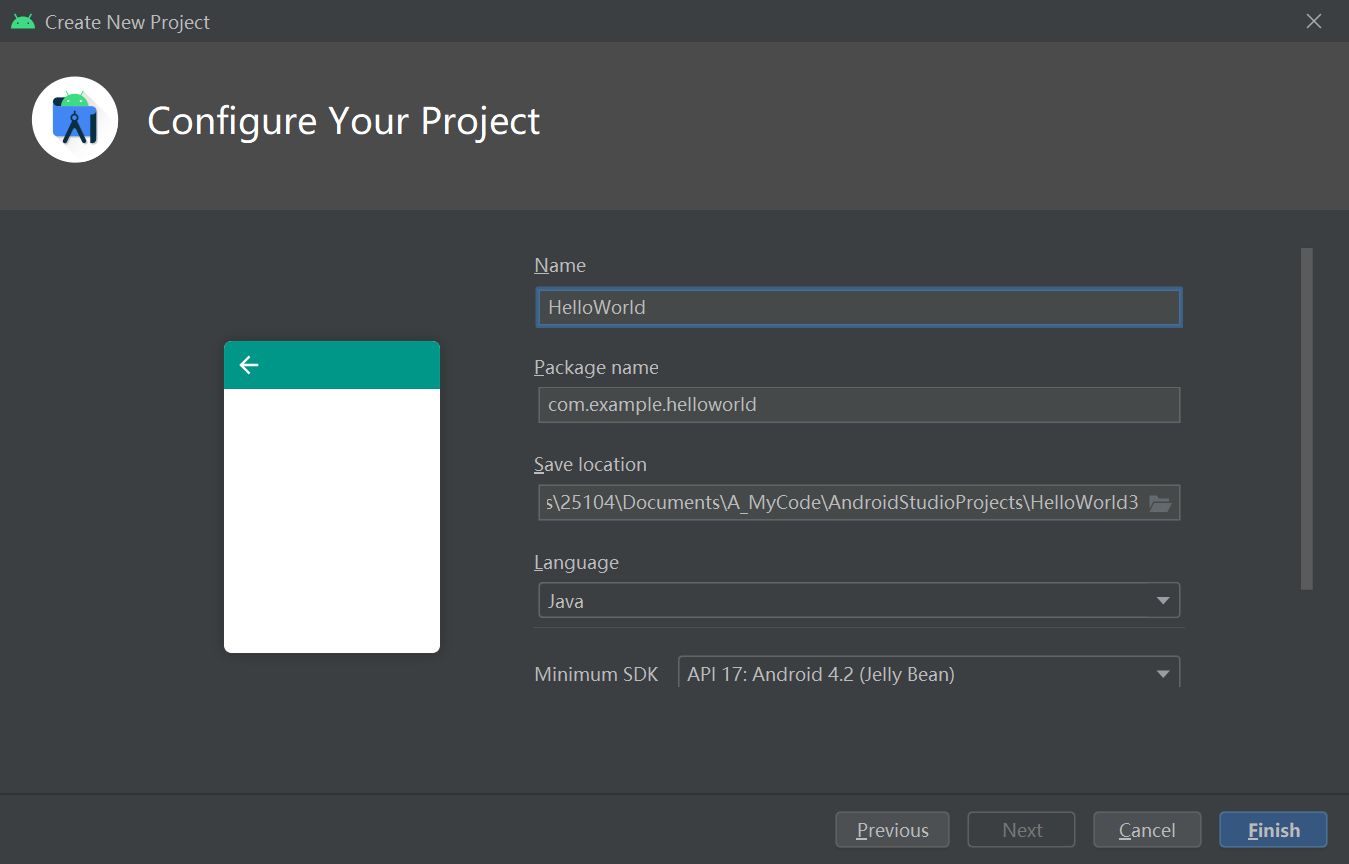 Create New Project
Configure Your Project
Name
HelloWorld
Package name
com.example.helloworld
Save location
s\25104\Documents\A_MyCode\AndroidStudioProjects\HelloWorld3
Language
Java
Minimum SDK API 17: Android 4.2 (Jelly Bean)
Previous Next Cancel Finish